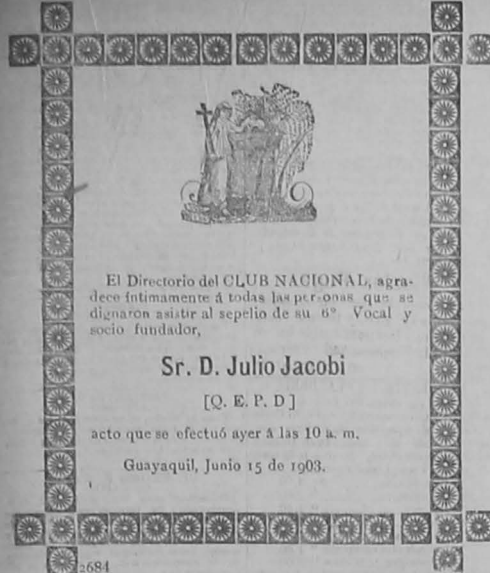 El Directorio del CLUB NACIONAL, agra-
dece íntimamente á todas las personas que se
dignaron asistir al sepelio de su 6º Vocal y
socio fundador,
Sr. D. Julio Jacobi
[Q. E. P. D]
acto que se efectuó ayer á las 10 a. m.
Guayaquil, Junio 15 de 1903.
2684